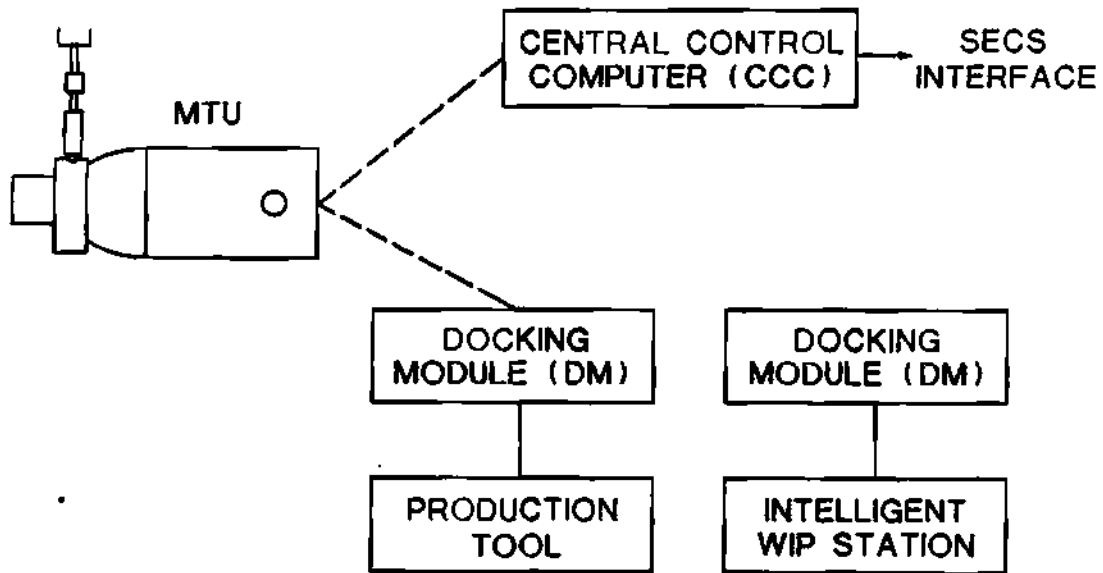 CENTRAL CONTROL
COMPUTER (CCC)
SECS
INTERFACE
MTU
DOCKING
MODULE (DM)
DOCKING
MODULE (DM)
PRODUCTION
TOOL
INTELLIGENT
WIP STATION